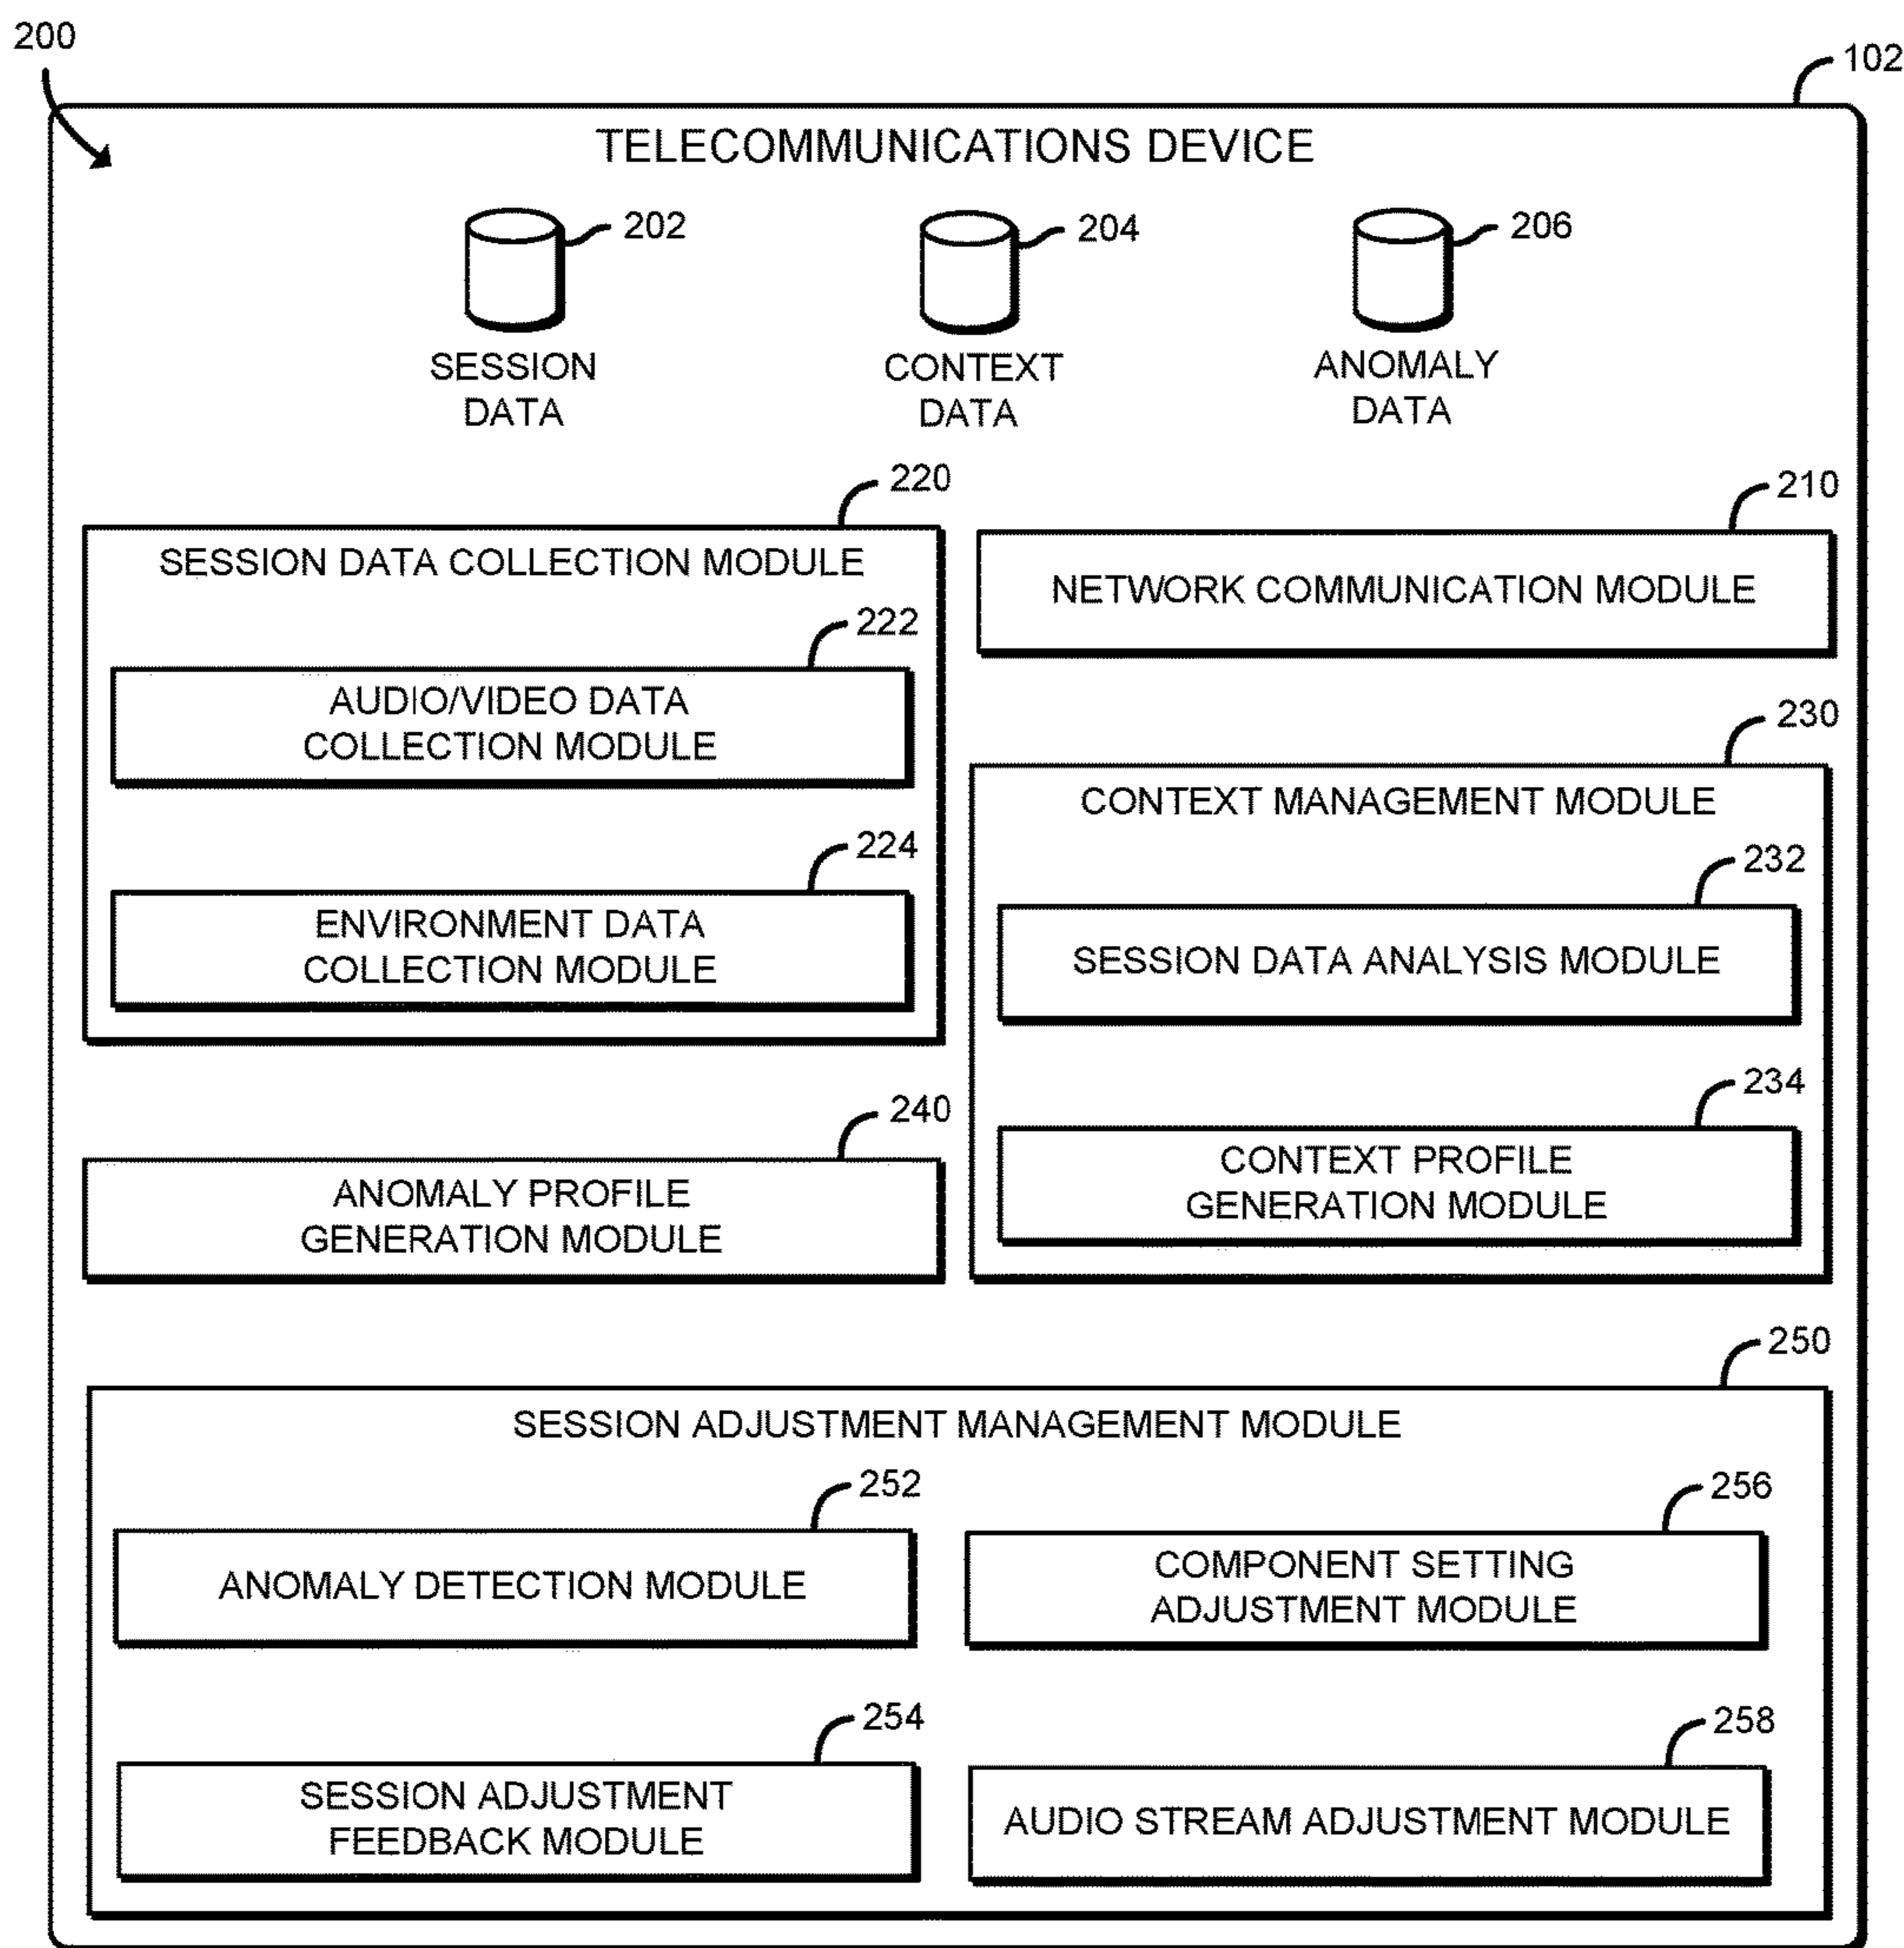 200
102
TELECOMMUNICATIONS DEVICE
202
204
206
SESSION
DATA
CONTEXT
DATA
ANOMALY
DATA
220
SESSION DATA COLLECTION MODULE
222
AUDIO/VIDEO DATA
COLLECTION MODULE
224
ENVIRONMENT DATA
COLLECTION MODULE
210
NETWORK COMMUNICATION MODULE
230
CONTEXT MANAGEMENT MODULE
232
SESSION DATA ANALYSIS MODULE
234
CONTEXT PROFILE
GENERATION MODULE
240
ANOMALY PROFILE
GENERATION MODULE
250
SESSION ADJUSTMENT MANAGEMENT MODULE
252
ANOMALY DETECTION MODULE
256
COMPONENT SETTING
ADJUSTMENT MODULE
254
SESSION ADJUSTMENT
FEEDBACK MODULE
258
AUDIO STREAM ADJUSTMENT MODULE